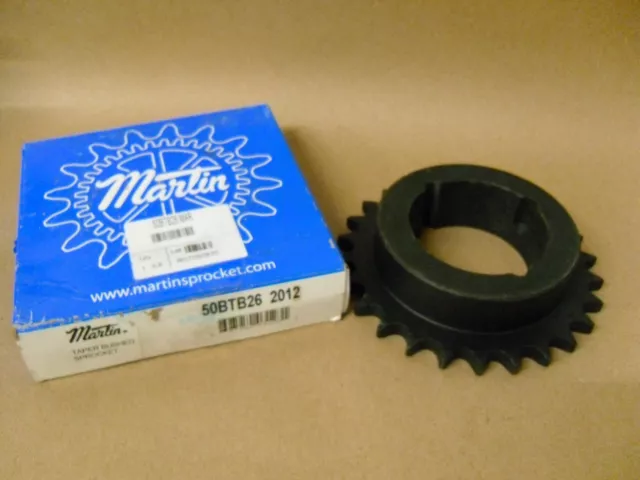 Martin
www.martinsprocket.com
50BTB26 2012
Martin
TAPER BUSHED
SPROCKET